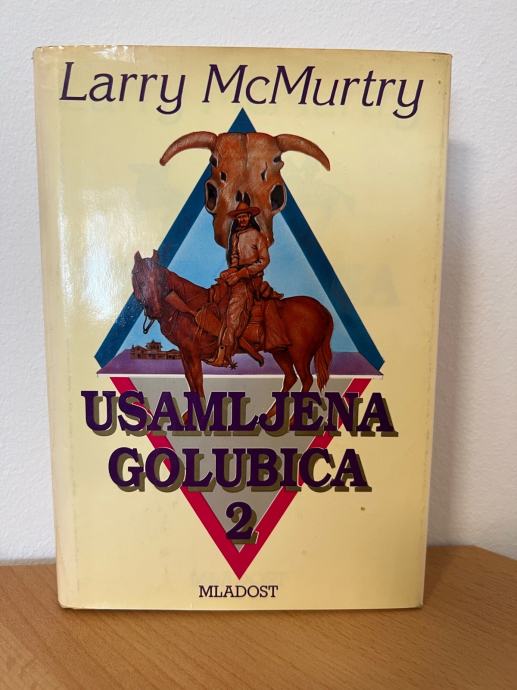 Larry McMurtry
USAMLJENA
GOLUBICA
2
MLADOST